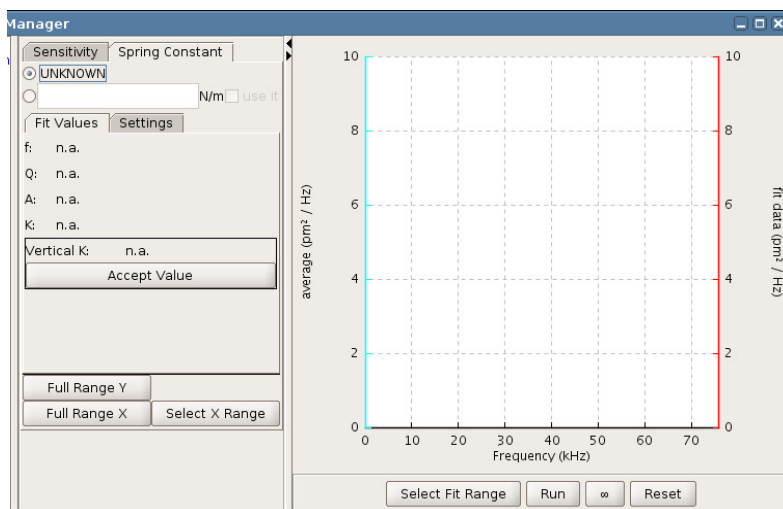 Manager
Sensitivity Spring Constant
UNKNOWN
N/m use it
Fit Values Settings
f: n.a.
Q: n.a.
A: n.a.
K: n.a.
Vertical K: n.a.
Accept Value
Full Range Y
Full Range X Select X Range
10
8
6
4
2
0
average (pm² / Hz)
0 10 20 30 40 50 60 70
Frequency (kHz)
10
8
6
4
2
0
fit data (pm² / Hz)
Select Fit Range Run ∞ Reset